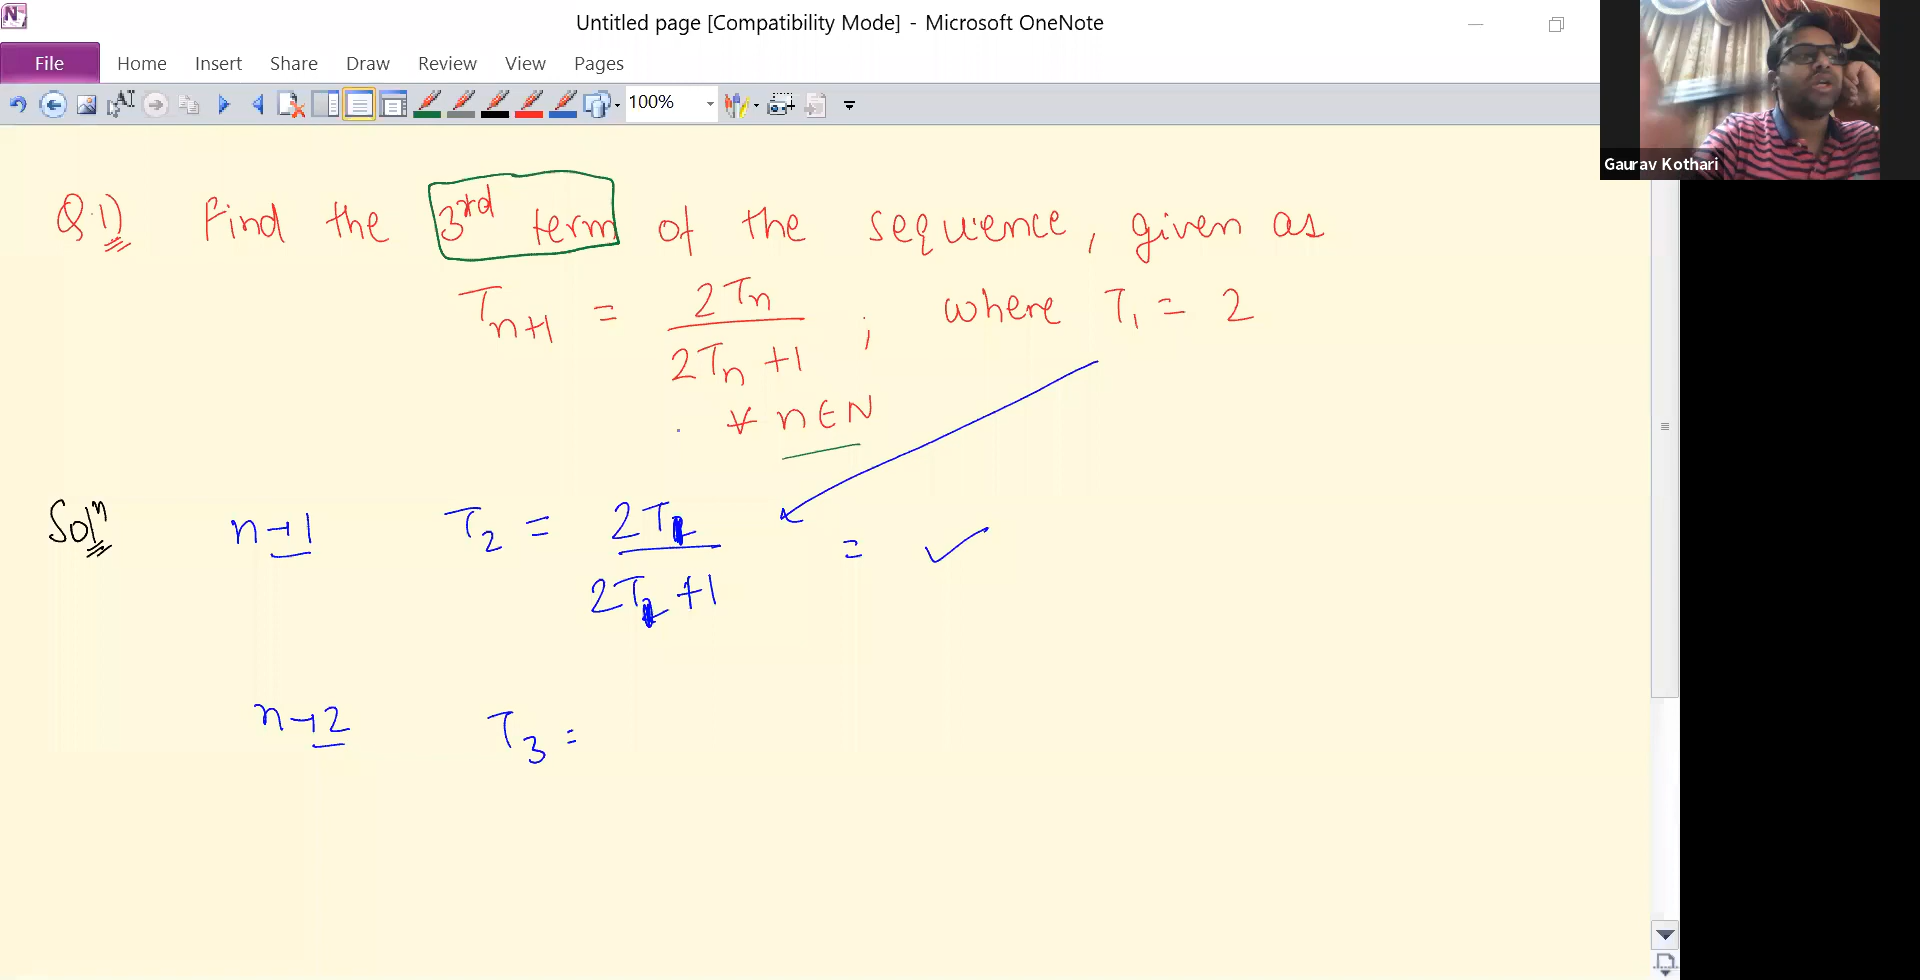 Untitled page [Compatibility Mode] - Microsoft OneNote
File Home Insert Share Draw Review View Pages
100%
Gaurav Kothari
Q.1) Find the 3rd term of the sequence, given as
Tn+1 = 2Tn / 2Tn +1 ; where T1 = 2
∀ n∈N
Solⁿ n→1 T2 = 2T1 / 2T1 +1 = ✓
n→2 T3 =